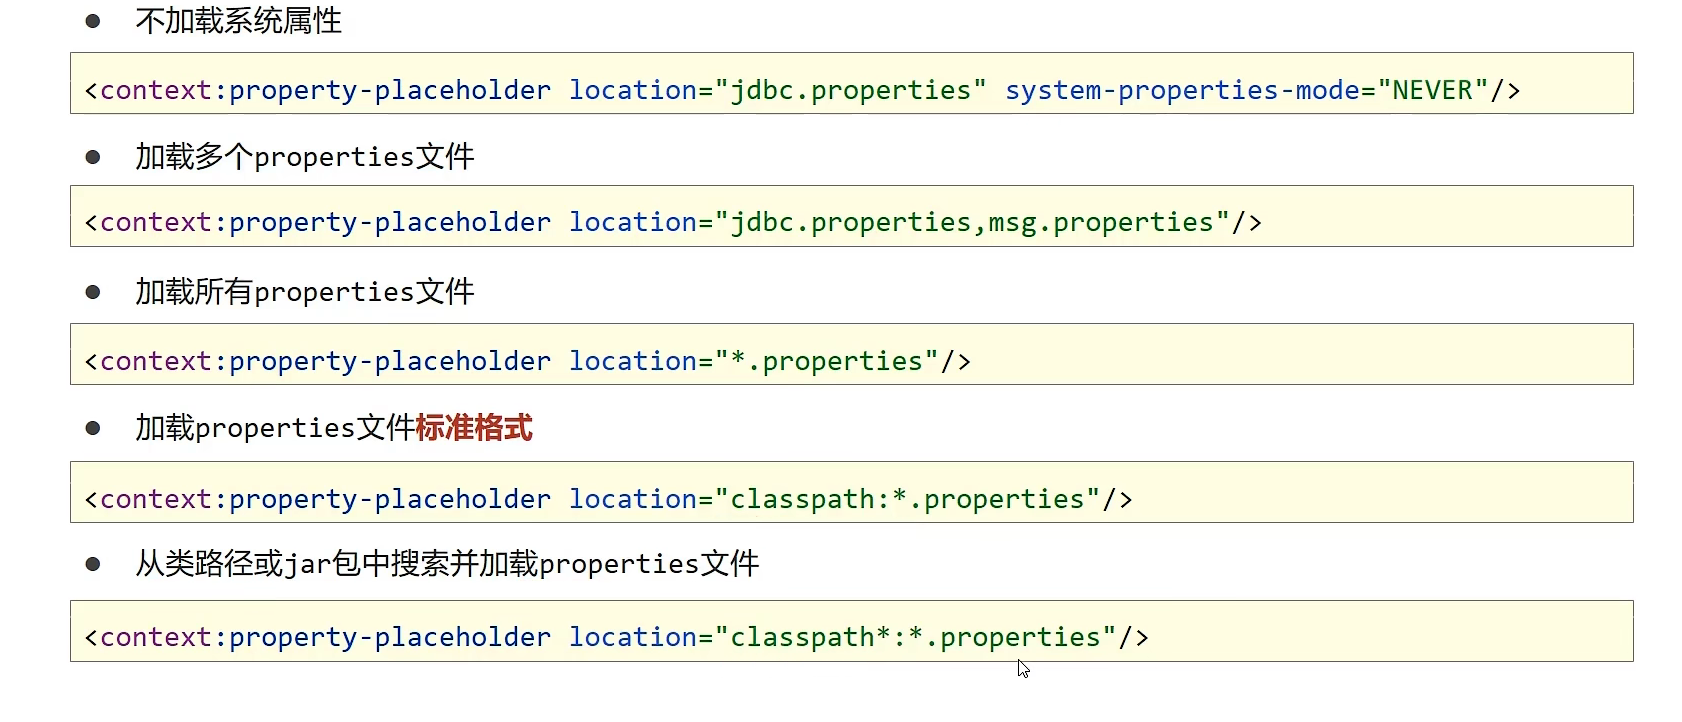 ● 不加载系统属性
<context:property-placeholder location="jdbc.properties" system-properties-mode="NEVER"/>
● 加载多个properties文件
<context:property-placeholder location="jdbc.properties,msg.properties"/>
● 加载所有properties文件
<context:property-placeholder location="*.properties"/>
● 加载properties文件标准格式
<context:property-placeholder location="classpath:*.properties"/>
● 从类路径或jar包中搜索并加载properties文件
<context:property-placeholder location="classpath*:*.properties"/>